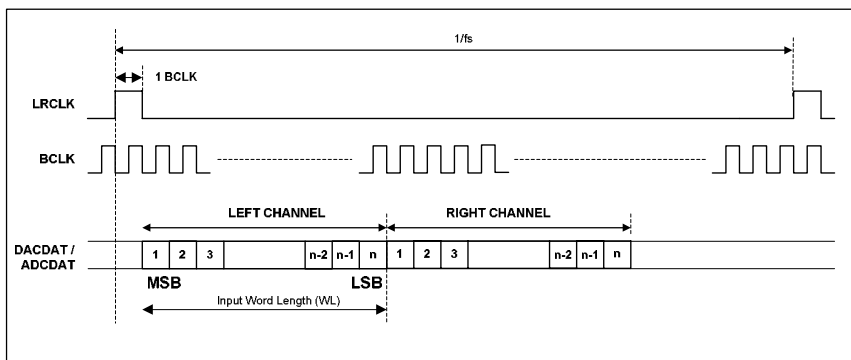 1/fs
1 BCLK
LRCLK
BCLK
LEFT CHANNEL RIGHT CHANNEL
DACDAT /
ADCDAT
1 2 3 n-2 n-1 n 1 2 3 n-2 n-1 n
MSB LSB
Input Word Length (WL)